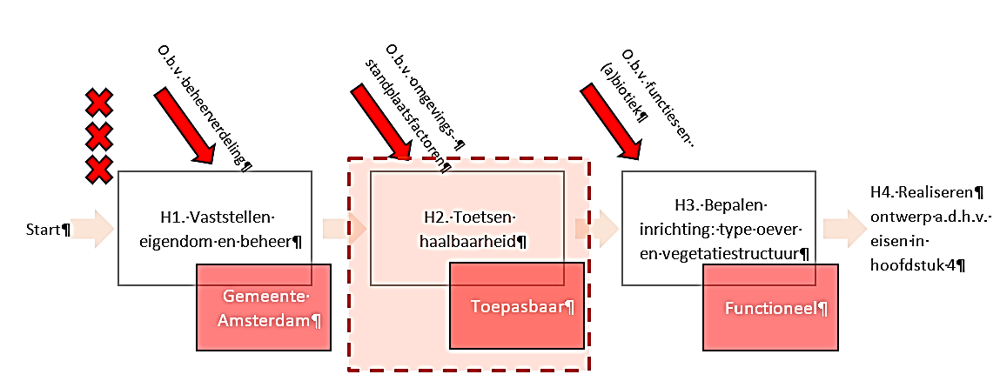 O.b.v. beheerverdeling¶
O.b.v. omgevings-¶
standplaatsfactoren¶
O.b.v. functies en
(a)biotiek¶
Start¶
H1. Vaststellen
eigendom en beheer¶
Gemeente
Amsterdam¶
H2. Toetsen
haalbaarheid¶
Toepasbaar¶
H3. Bepalen
inrichting: type oever
en vegetatiestructuur¶
Functioneel¶
H4. Realiseren¶
ontwerp a.d.h.v.
eisen in
hoofdstuk 4¶